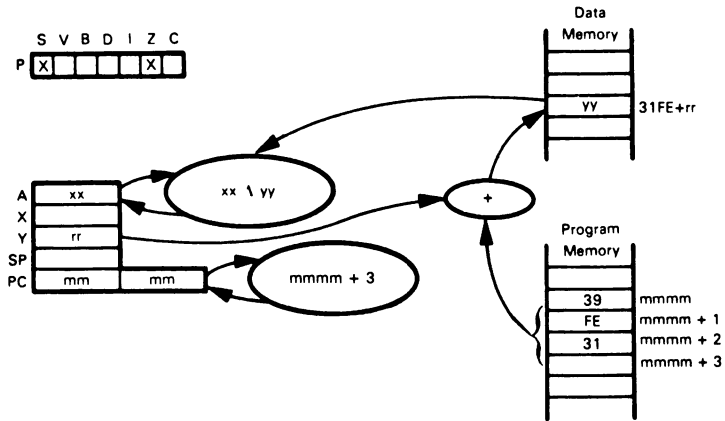 S V B D I Z C
P X X
Data
Memory
yy 31FE+rr
xx \ yy
A xx
X
Y rr
SP
PC mm mm
+
mmmm + 3
Program
Memory
39 mmmm
FE mmmm + 1
31 mmmm + 2
mmmm + 3